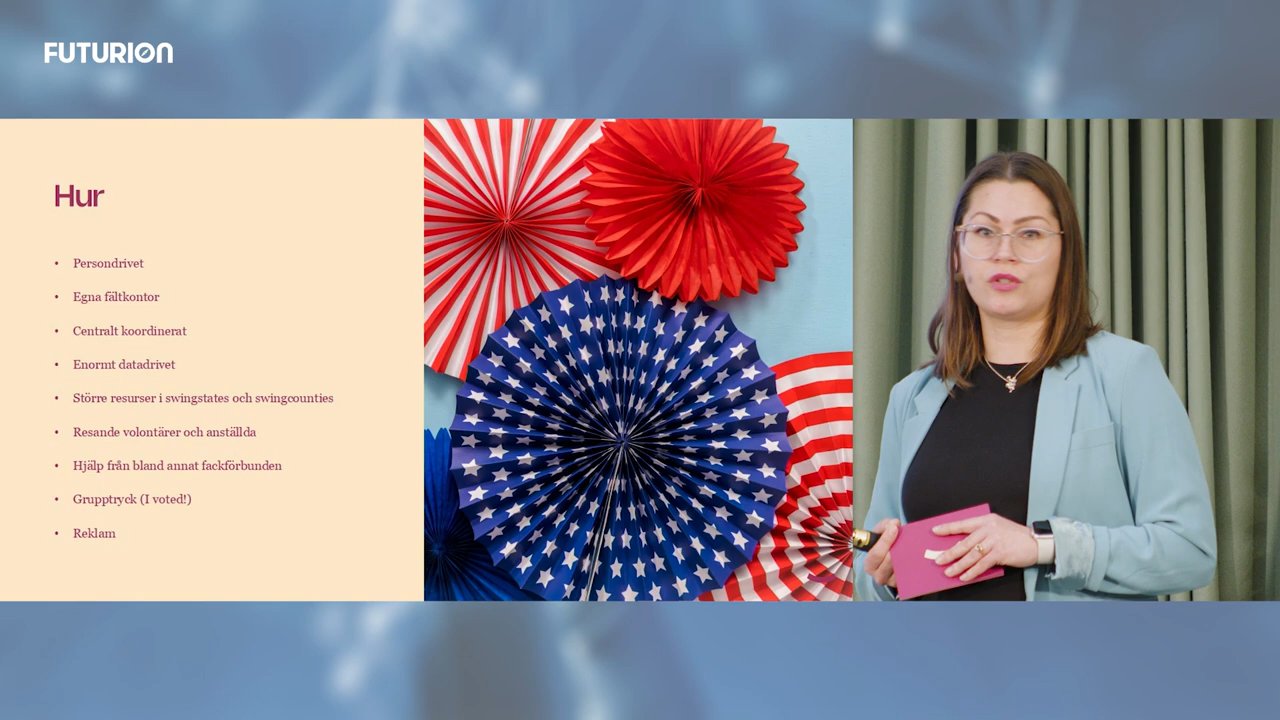 FUTURION
Hur
• Persondrivet
• Egna fältkontor
• Centralt koordinerat
• Enormt datadrivet
• Större resurser i swingstates och swingcounties
• Resande volontärer och anställda
• Hjälp från bland annat fackförbunden
• Grupptryck (I voted!)
• Reklam